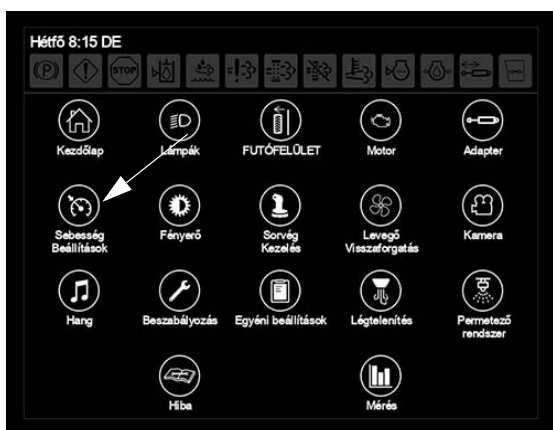 Hétfő 8:15 DE
(P) STOP
Kezdőlap Lámpák FUTÓFELÜLET Motor Adapter
Sebesség Beállítások Fényerő Sorvég Kezelés Levegő Visszaforgatás Kamera
Hang Beszabályozás Egyéni beállítások Légtelenítés Permetező rendszer
Hiba Mérés